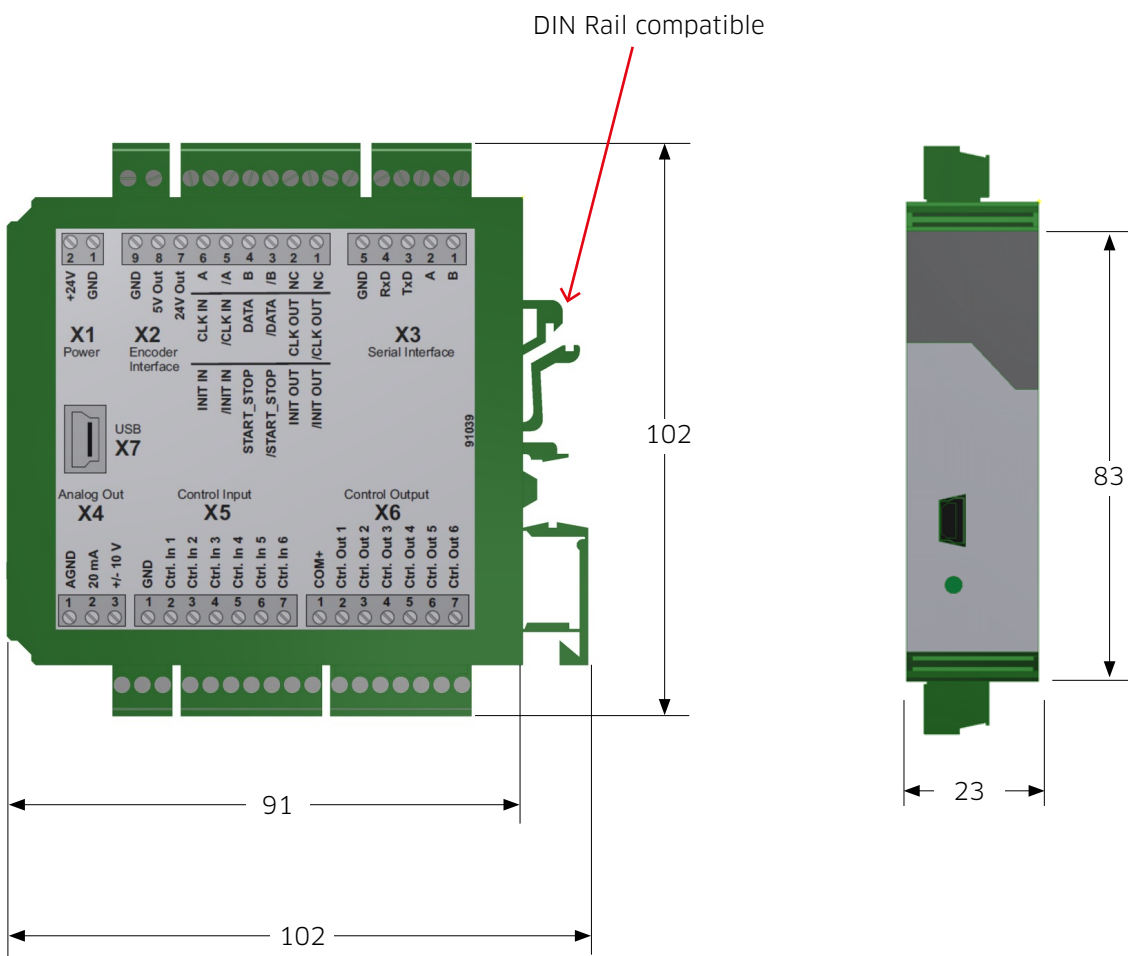 DIN Rail compatible
2 1
+24V
GND
X1
Power
9 8 7 6 5 4 3 2 1
GND
5V Out
24V Out
A
/A
B
/B
NC
NC
CLK IN
/CLK IN
DATA
/DATA
CLK OUT
/CLK OUT
INIT IN
/INIT IN
START_STOP
/START_STOP
INIT OUT
/INIT OUT
X2
Encoder
Interface
5 4 3 2 1
GND
RxD
TxD
A
B
X3
Serial Interface
USB
X7
91039
Analog Out
X4
AGND
20 mA
+/- 10 V
1 2 3
Control Input
X5
GND
Ctrl. In 1
Ctrl. In 2
Ctrl. In 3
Ctrl. In 4
Ctrl. In 5
Ctrl. In 6
1 2 3 4 5 6 7
Control Output
X6
COM+
Ctrl. Out 1
Ctrl. Out 2
Ctrl. Out 3
Ctrl. Out 4
Ctrl. Out 5
Ctrl. Out 6
1 2 3 4 5 6 7
102
83
91
23
102